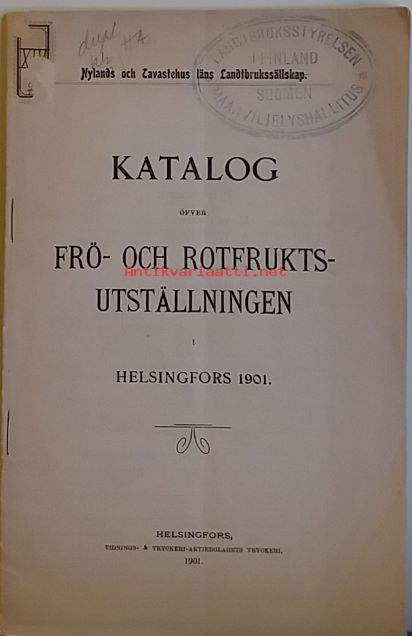 dupl
Nylands och Tavastehus läns Landtbrukssällskap.
LANDTBRUKSSTYRELSEN
I FINLAND
SUOMEN
MAANVILJELYSHALLITUS
KATALOG
ÖFVER
FRÖ- OCH ROTFRUKTS-
Antikvariaatti.net
UTSTÄLLNINGEN
I
HELSINGFORS 1901.
HELSINGFORS,
TIDNINGS- & TRYCKERI-AKTIEBOLAGETS TRYCKERI,
1901.